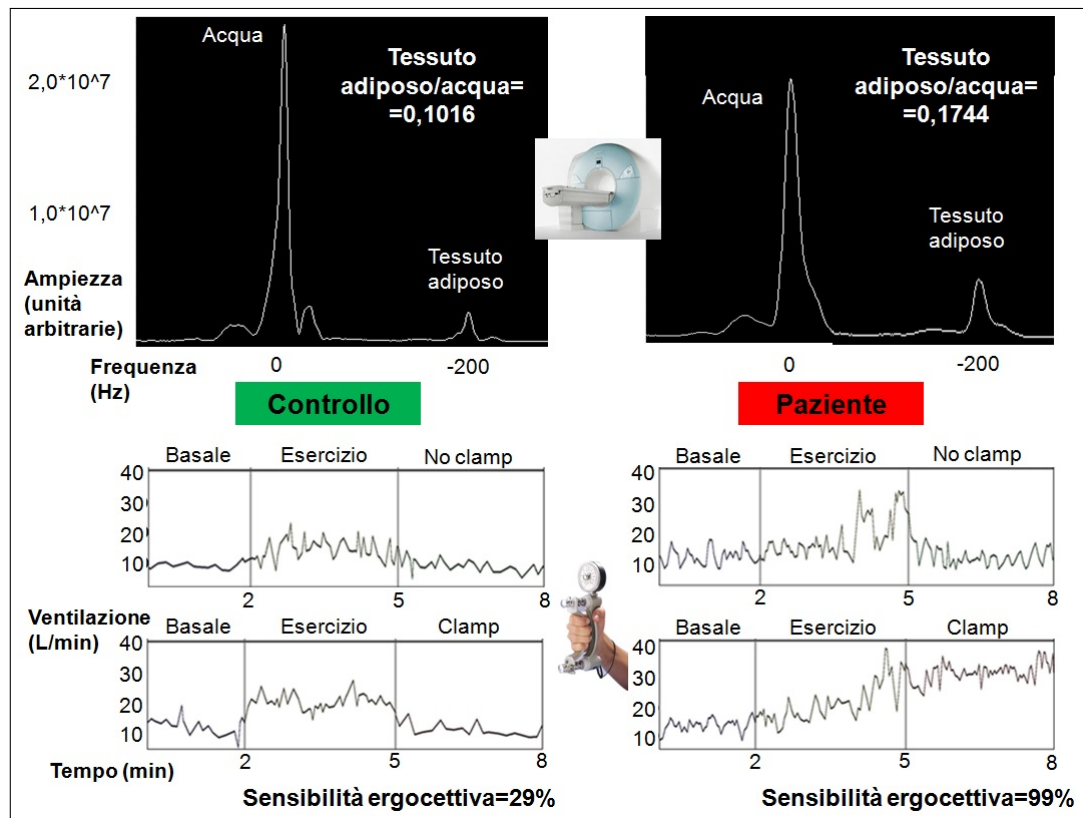 Acqua
Tessuto
adiposo/acqua=
=0,1016
2,0*10^7
1,0*10^7
Tessuto
adiposo
Ampiezza
(unità
arbitrarie)
Acqua
Tessuto
adiposo/acqua=
=0,1744
Tessuto
adiposo
Frequenza
(Hz)
0
-200
0
-200
Controllo
Paziente
Basale
Esercizio
No clamp
40
30
20
10
2
5
8
Basale
Esercizio
No clamp
40
30
20
10
2
5
8
Ventilazione
(L/min)
Basale
Esercizio
Clamp
40
30
20
10
2
5
8
Basale
Esercizio
Clamp
40
30
20
10
2
5
8
Tempo (min)
Sensibilità ergocettiva=29%
Sensibilità ergocettiva=99%